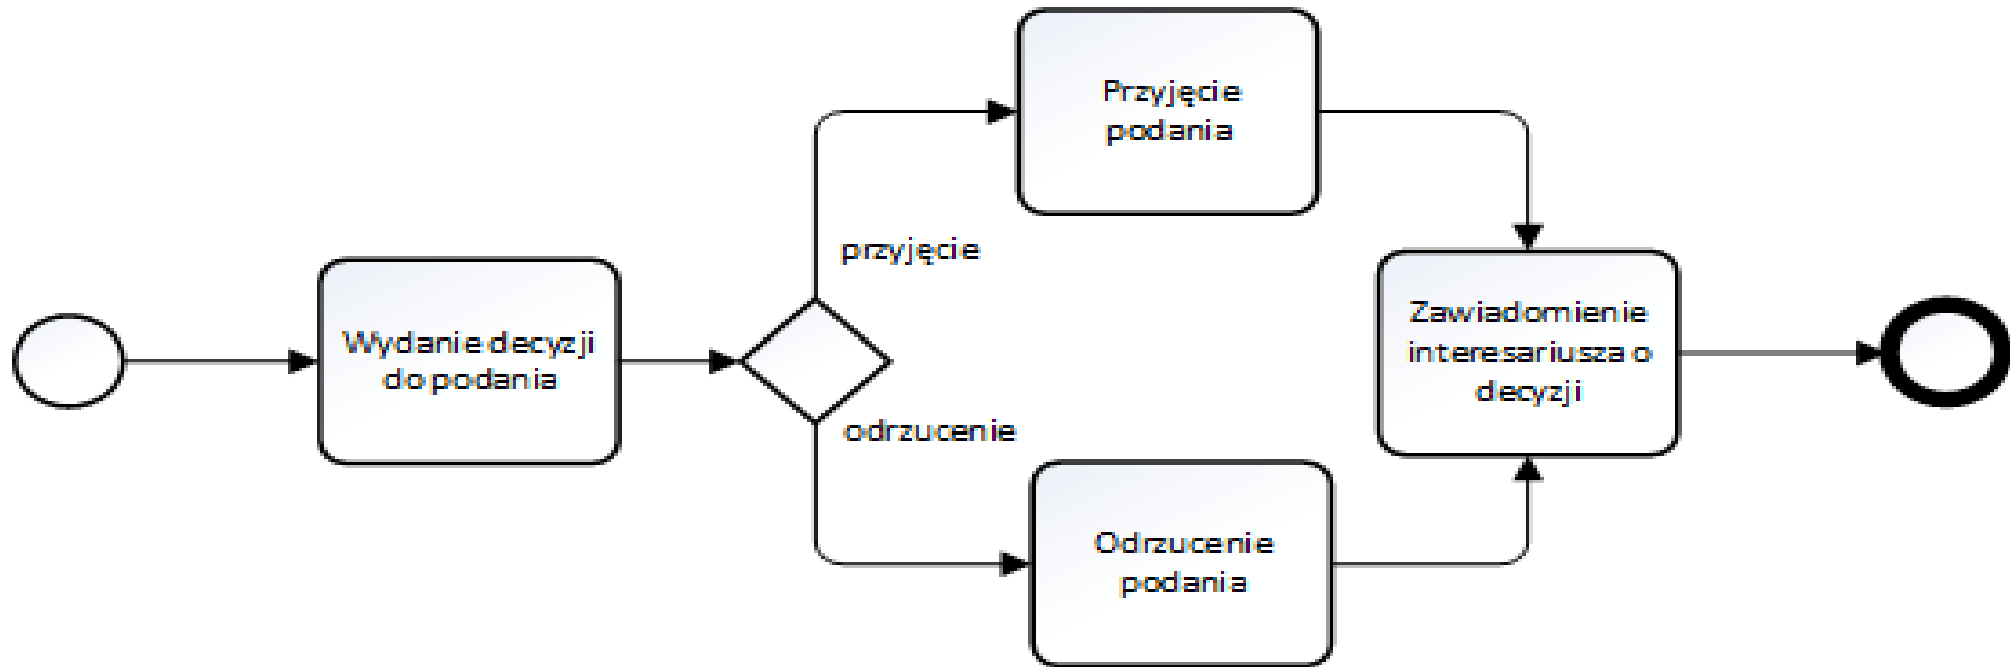 Przyjęcie
podania
przyjęcie
Wydanie decyzji
do podania
odrzucenie
Zawiadomienie
interesariusza o
decyzji
Odrzucenie
podania